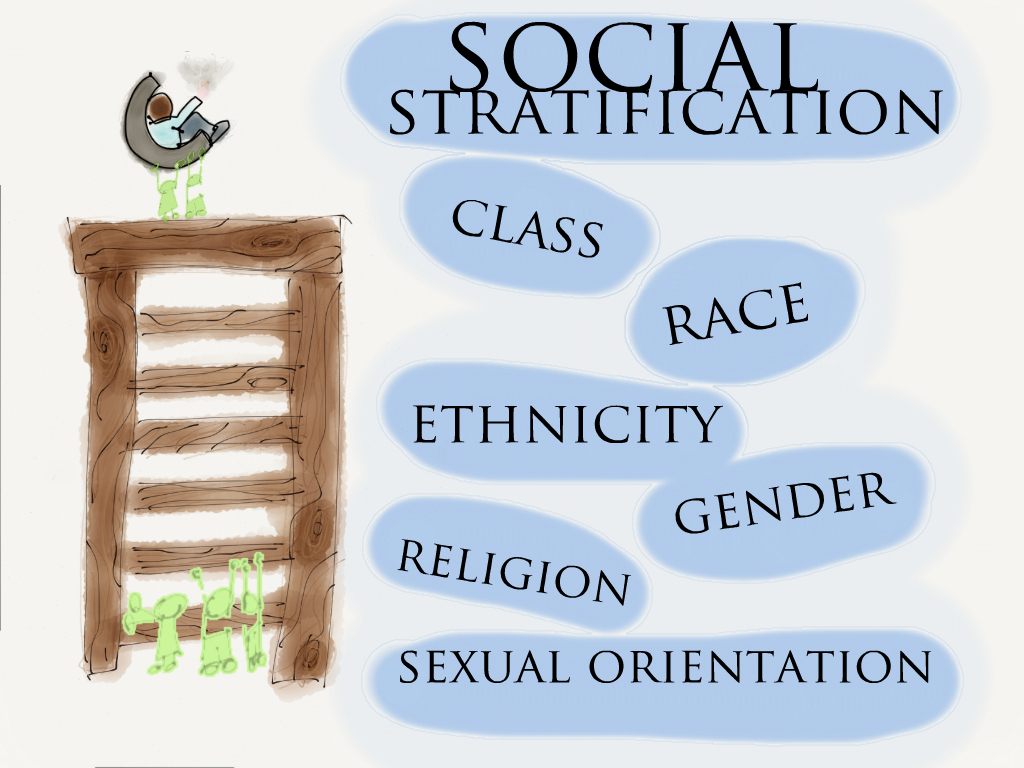 SOCIAL
STRATIFICATION
CLASS
RACE
ETHNICITY
GENDER
RELIGION
SEXUAL ORIENTATION